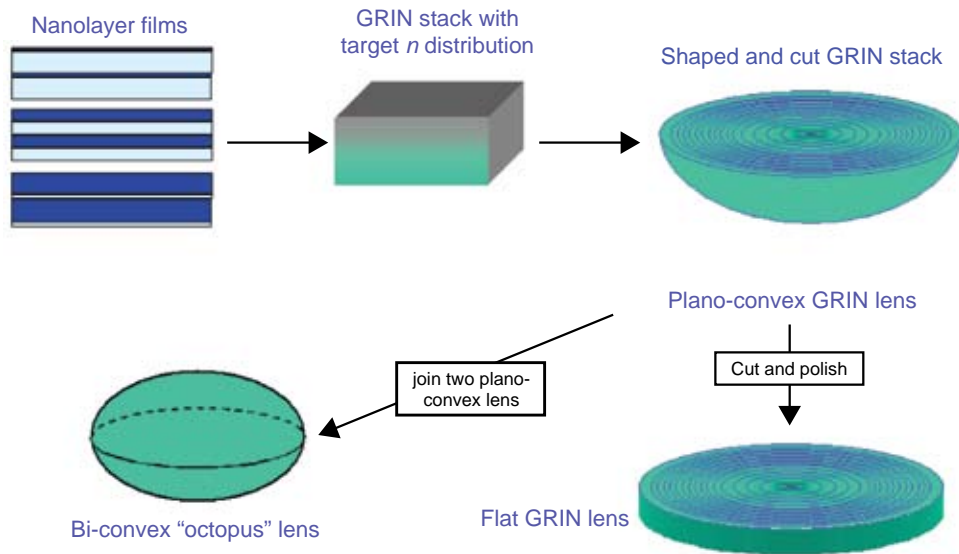 Nanolayer films
GRIN stack with
target n distribution
Shaped and cut GRIN stack
Plano-convex GRIN lens
join two plano-
convex lens
Cut and polish
Bi-convex “octopus” lens
Flat GRIN lens